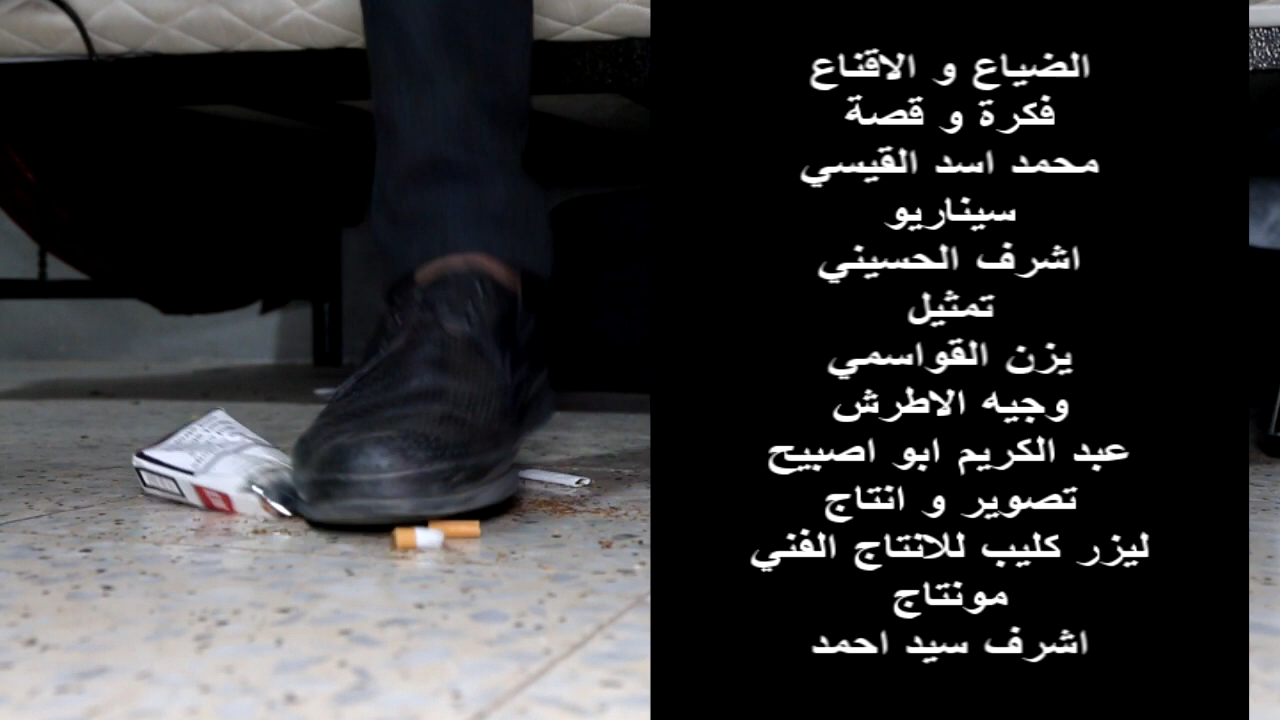 الضياع و الاقناع
فكرة و قصة
محمد اسد القيسي
سيناريو
اشرف الحسيني
تمثيل
يزن القواسمي
وجيه الاطرش
عبد الكريم ابو اصبيح
تصوير و انتاج
ليزر كليب للانتاج الفني
مونتاج
اشرف سيد احمد